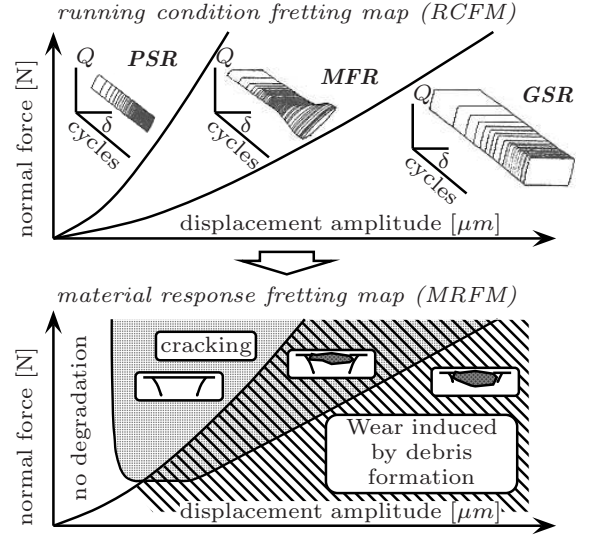 running condition fretting map (RCFM)
normal force [N]
Q
PSR
δ
cycles
Q
MFR
δ
cycles
Q
GSR
δ
cycles
displacement amplitude [μm]
material response fretting map (MRFM)
normal force [N]
no degradation
cracking
Wear induced
by debris
formation
displacement amplitude [μm]